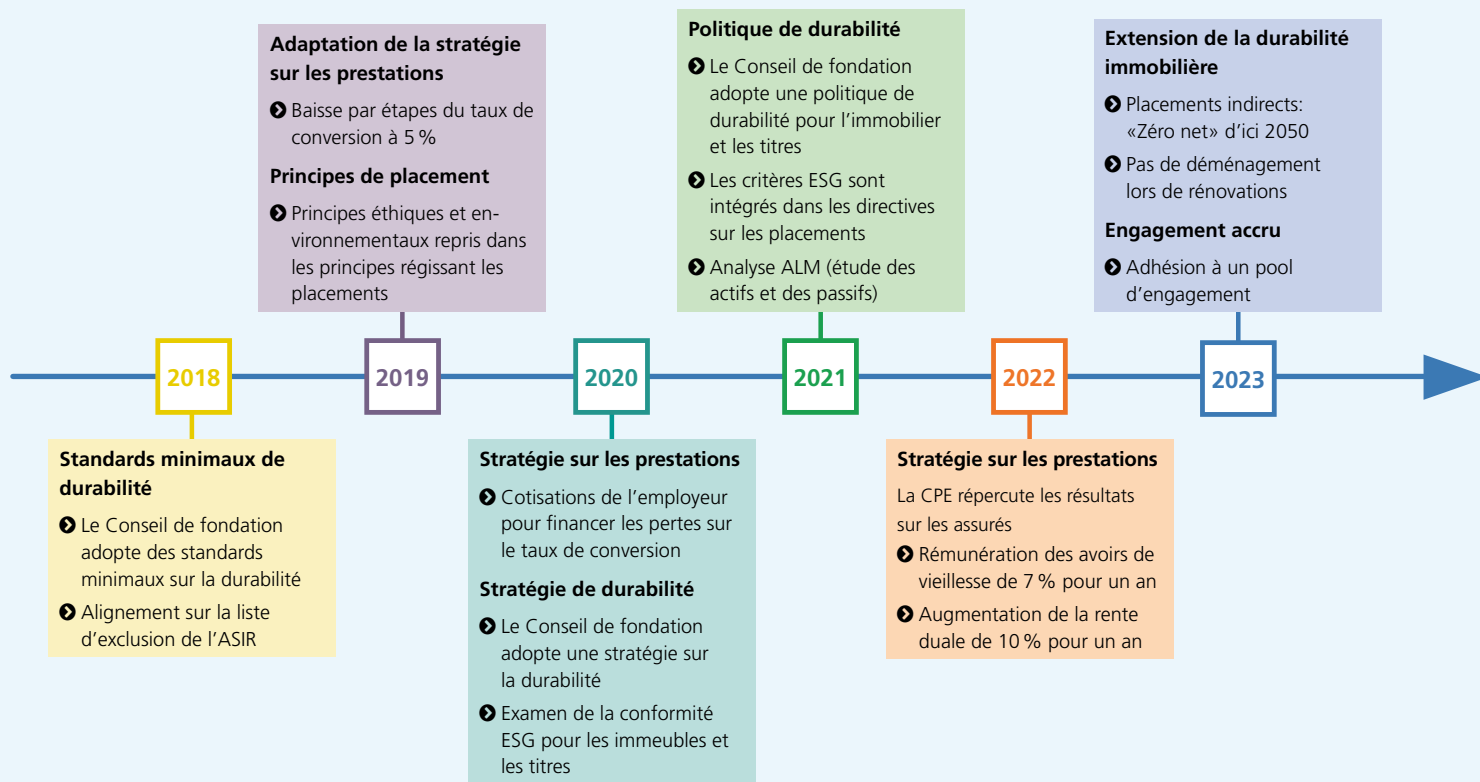 Adaptation de la stratégie
sur les prestations
Baisse par étapes du taux de
conversion à 5 %
Principes de placement
Principes éthiques et en-
vironnementaux repris dans
les principes régissant les
placements
Politique de durabilité
Le Conseil de fondation
adopte une politique de
durabilité pour l’immobilier
et les titres
Les critères ESG sont
intégrés dans les directives
sur les placements
Analyse ALM (étude des
actifs et des passifs)
Extension de la durabilité
immobilière
Placements indirects:
«Zéro net» d’ici 2050
Pas de déménagement
lors de rénovations
Engagement accru
Adhésion à un pool
d’engagement
2018
2019
2020
2021
2022
2023
Standards minimaux de
durabilité
Le Conseil de fondation
adopte des standards
minimaux sur la durabilité
Alignement sur la liste
d’exclusion de l’ASIR
Stratégie sur les prestations
Cotisations de l’employeur
pour financer les pertes sur
le taux de conversion
Stratégie de durabilité
Le Conseil de fondation
adopte une stratégie sur
la durabilité
Examen de la conformité
ESG pour les immeubles et
les titres
Stratégie sur les prestations
La CPE répercute les résultats
sur les assurés
Rémunération des avoirs de
vieillesse de 7 % pour un an
Augmentation de la rente
duale de 10 % pour un an